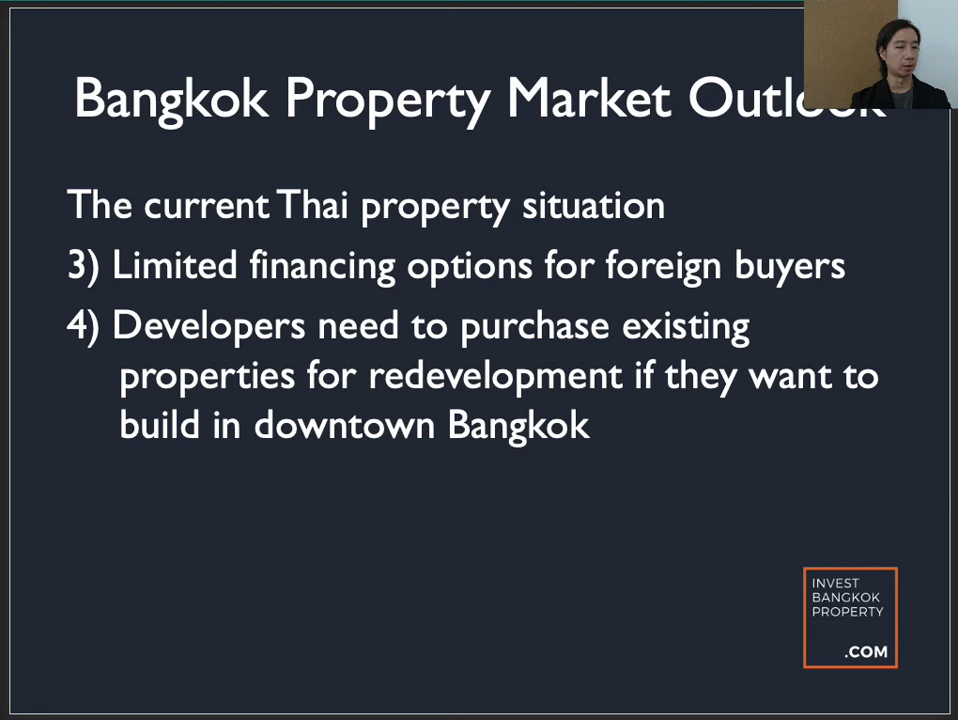 Bangkok Property Market Outlook
The current Thai property situation
3) Limited financing options for foreign buyers
4) Developers need to purchase existing
properties for redevelopment if they want to
build in downtown Bangkok
INVEST
BANGKOK
PROPERTY
.COM